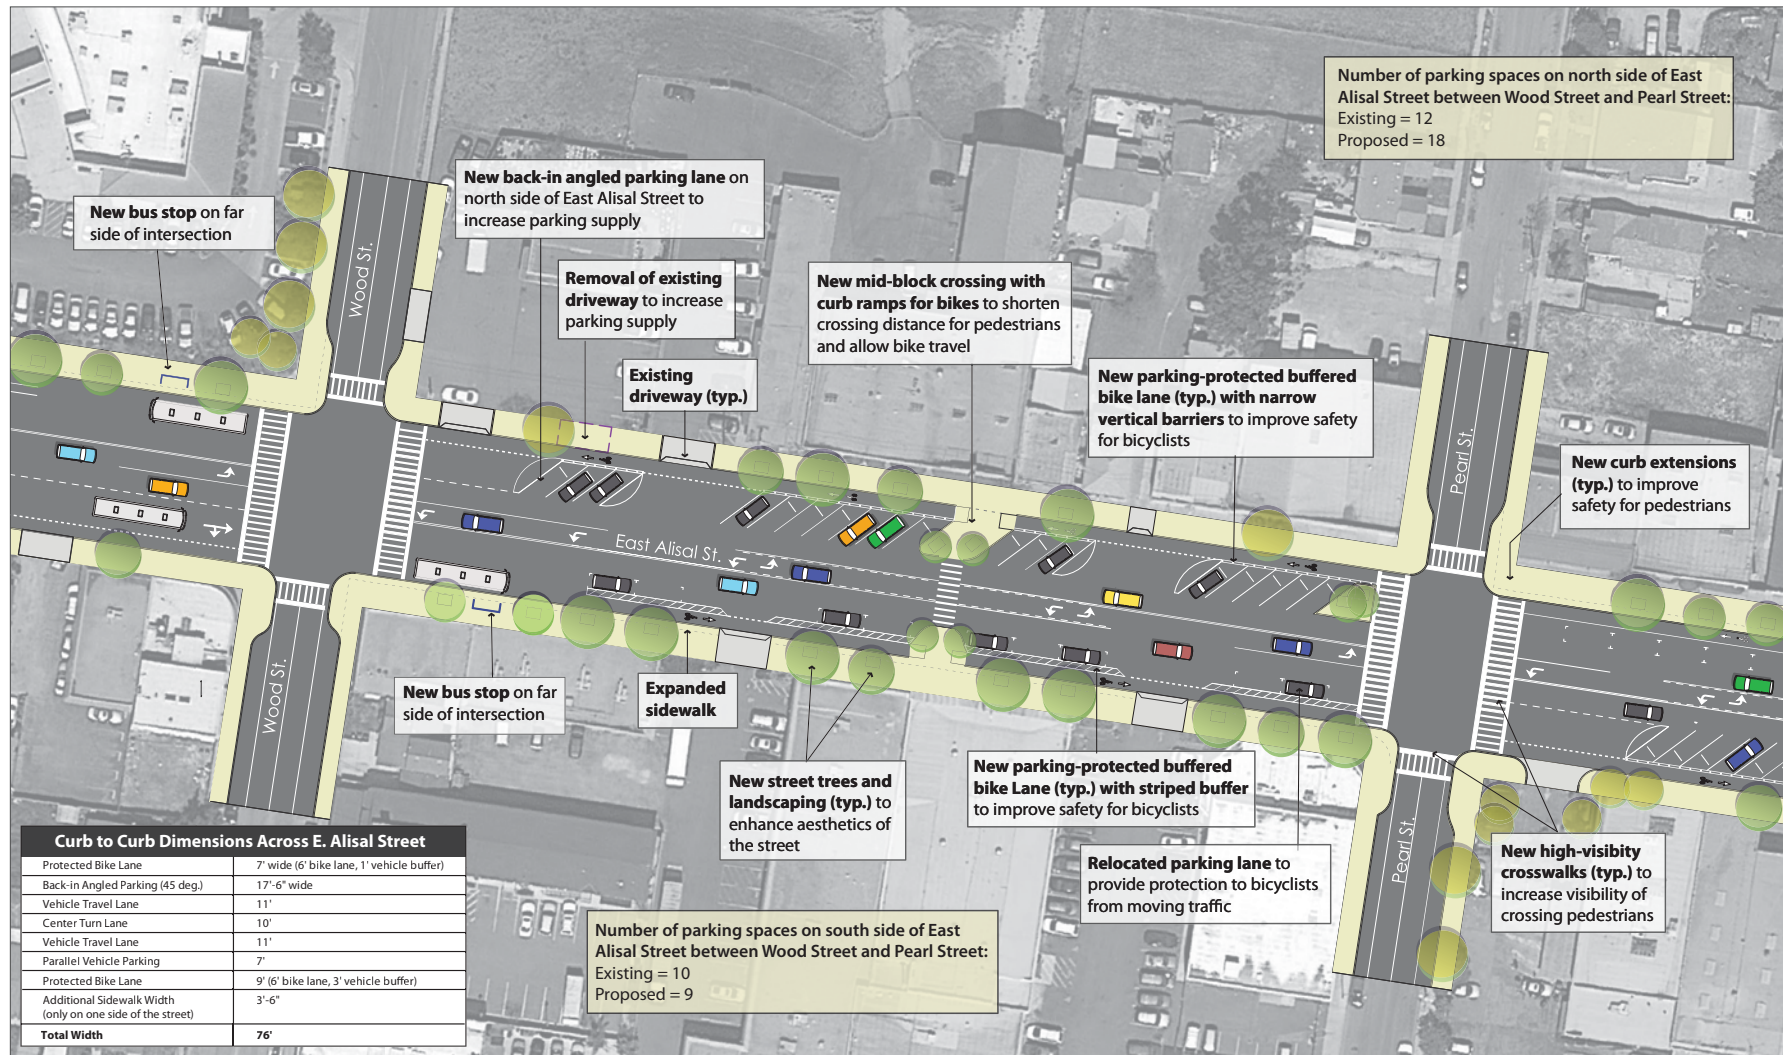 Number of parking spaces on north side of East
Alisal Street between Wood Street and Pearl Street:
Existing = 12
Proposed = 18
New back-in angled parking lane on
north side of East Alisal Street to
increase parking supply
New bus stop on far
side of intersection
Wood St.
Removal of existing
driveway to increase
parking supply
New mid-block crossing with
curb ramps for bikes to shorten
crossing distance for pedestrians
and allow bike travel
Existing
driveway (typ.)
New parking-protected buffered
bike lane (typ.) with narrow
vertical barriers to improve safety
for bicyclists
Pearl St.
New curb extensions
(typ.) to improve
safety for pedestrians
East Alisal St.
Wood St.
New bus stop on far
side of intersection
Expanded
sidewalk
New street trees and
landscaping (typ.) to
enhance aesthetics of
the street
New parking-protected buffered
bike Lane (typ.) with striped buffer
to improve safety for bicyclists
Relocated parking lane to
provide protection to bicyclists
from moving traffic
Pearl St.
New high-visibity
crosswalks (typ.) to
increase visibility of
crossing pedestrians
Number of parking spaces on south side of East
Alisal Street between Wood Street and Pearl Street:
Existing = 10
Proposed = 9
Curb to Curb Dimensions Across E. Alisal Street
Protected Bike Lane 7' wide (6' bike lane, 1' vehicle buffer)
Back-in Angled Parking (45 deg.) 17'-6" wide
Vehicle Travel Lane 11'
Center Turn Lane 10'
Vehicle Travel Lane 11'
Parallel Vehicle Parking 7'
Protected Bike Lane 9' (6' bike lane, 3' vehicle buffer)
Additional Sidewalk Width 3'-6"
(only on one side of the street)
Total Width 76'